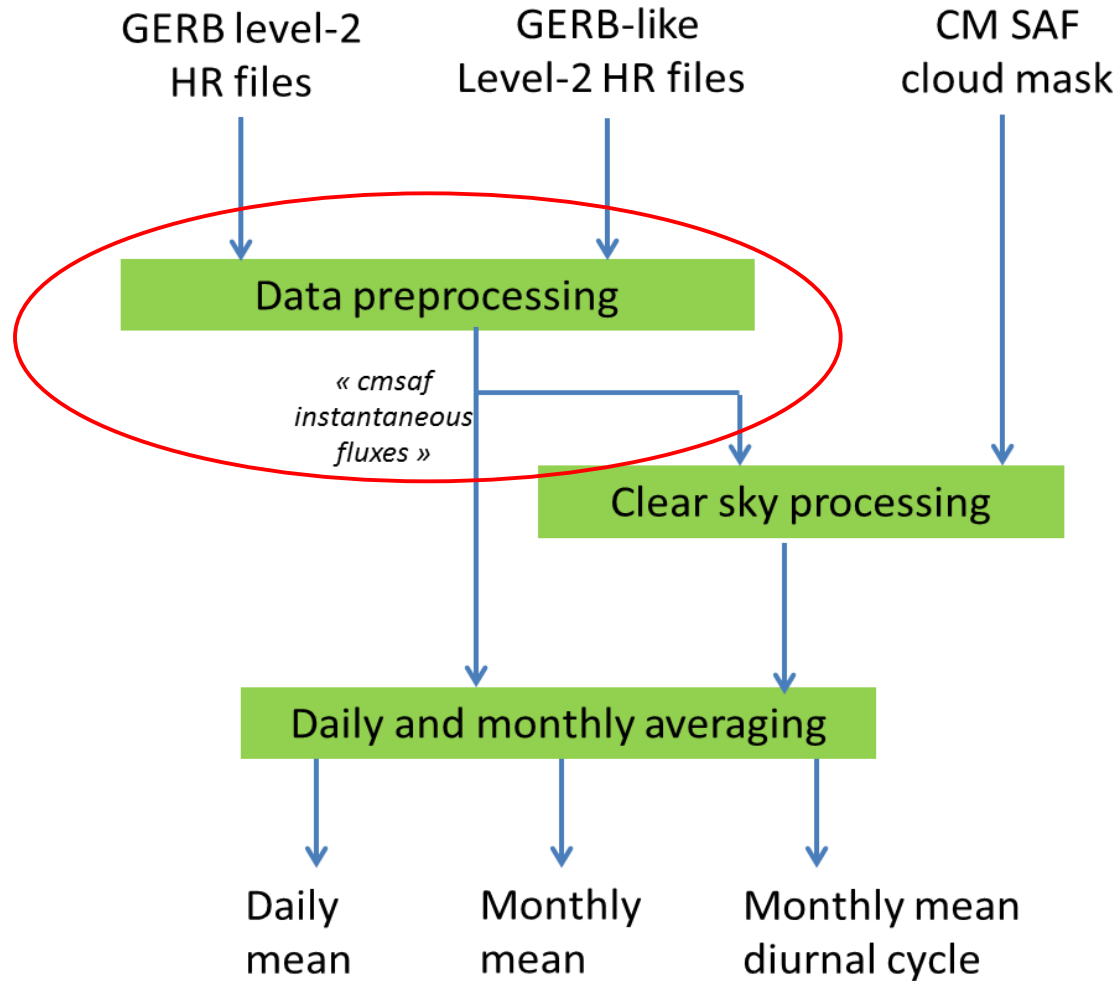 GERB level-2
HR files
GERB-like
Level-2 HR files
CM SAF
cloud mask
Data preprocessing
« cmsaf
instantaneous
fluxes »
Clear sky processing
Daily and monthly averaging
Daily
mean
Monthly
mean
Monthly mean
diurnal cycle